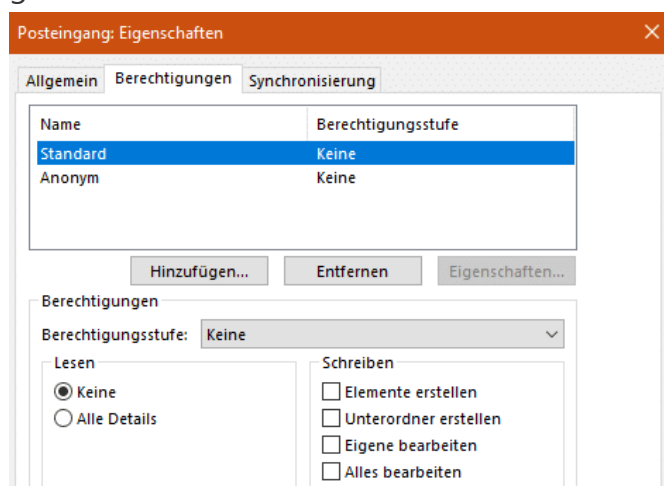 Posteingang: Eigenschaften
Allgemein Berechtigungen Synchronisierung
Name Berechtigungsstufe
Standard Keine
Anonym Keine
Hinzufügen... Entfernen Eigenschaften...
Berechtigungen
Berechtigungsstufe: Keine
Lesen Schreiben
Keine Elemente erstellen
Alle Details Unterordner erstellen
Eigene bearbeiten
Alles bearbeiten